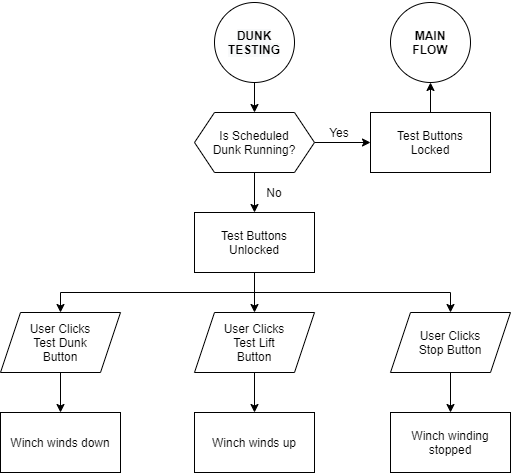 DUNK
TESTING
MAIN
FLOW
Is Scheduled
Dunk Running?
Yes
Test Buttons
Locked
No
Test Buttons
Unlocked
User Clicks
Test Dunk
Button
User Clicks
Test Lift
Button
User Clicks
Stop Button
Winch winds down
Winch winds up
Winch winding
stopped